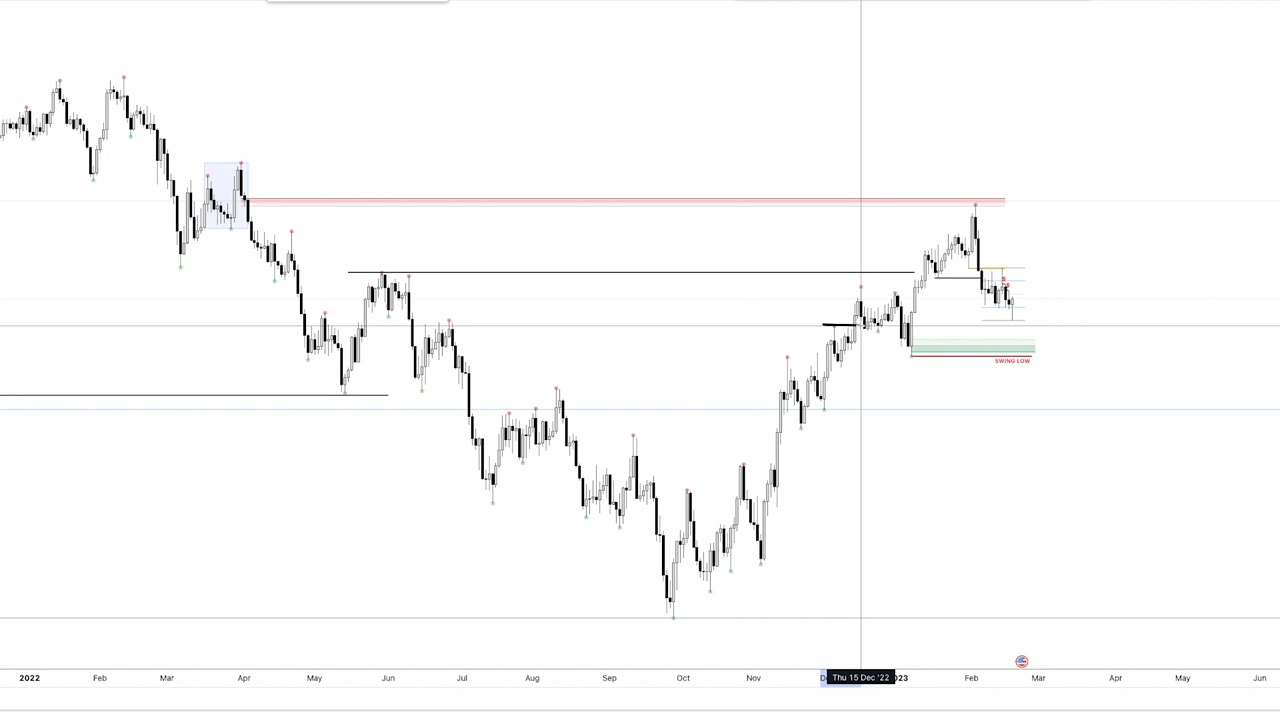 SWING LOW
2022 Feb Mar Apr May Jun Jul Aug Sep Oct Nov D Thu 15 Dec '22 23 Feb Mar Apr May Jun